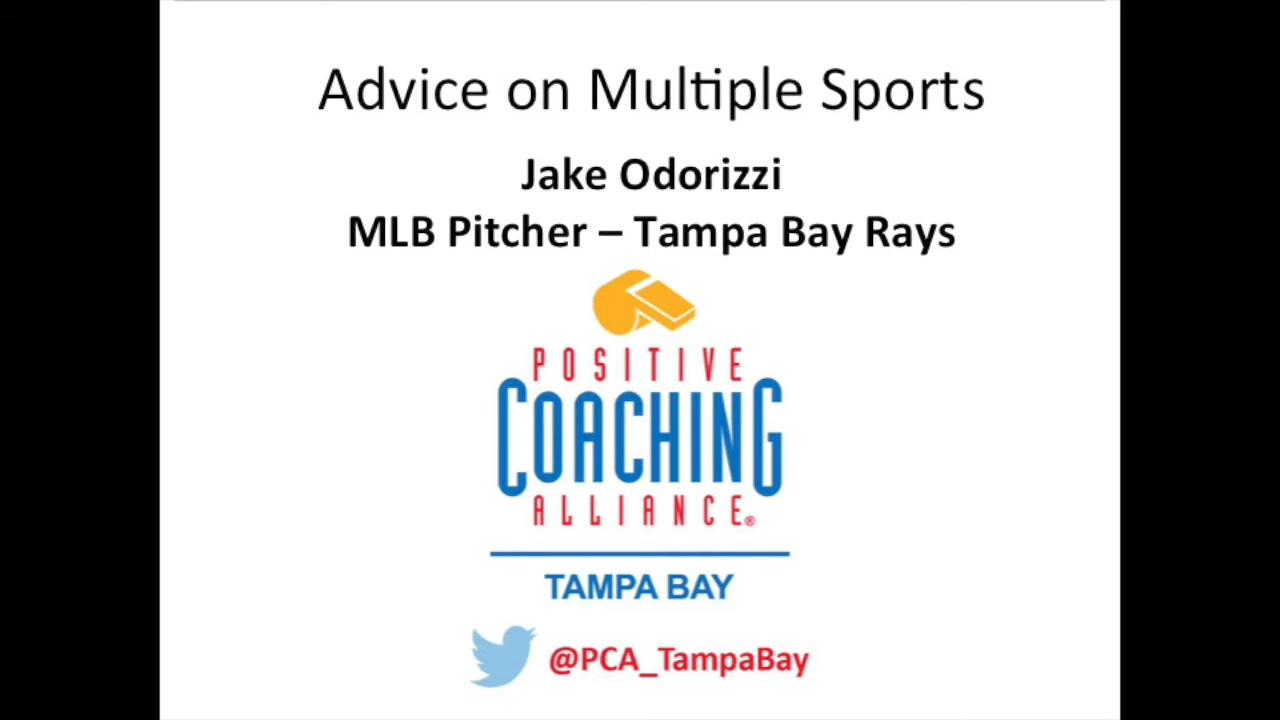 Advice on Multiple Sports
Jake Odorizzi
MLB Pitcher – Tampa Bay Rays
POSITIVE
COACHING
ALLIANCE®
TAMPA BAY
@PCA_TampaBay